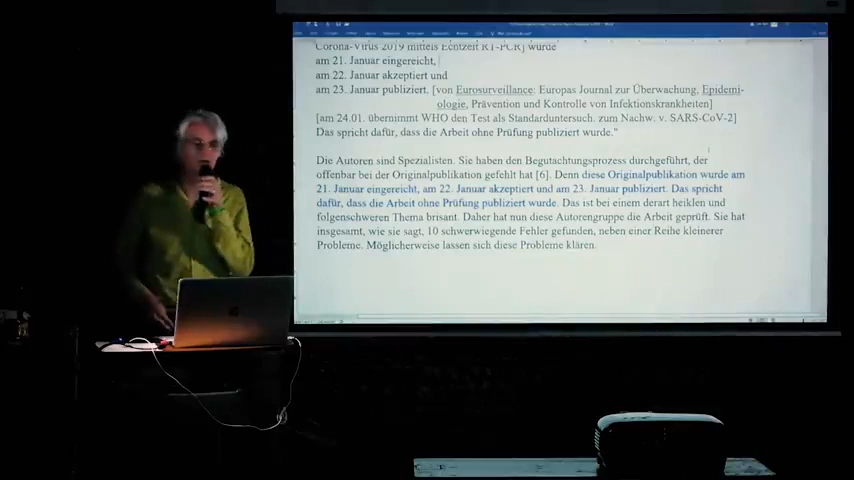 Corona-Virus 2019 mittels Echtzeit RT-PCR] wurde
am 21. Januar eingereicht,
am 22. Januar akzeptiert und
am 23. Januar publiziert. [von Eurosurveillance: Europas Journal zur Überwachung, Epidemi-
ologie, Prävention und Kontrolle von Infektionskrankheiten]
[am 24.01. übernimmt WHO den Test als Standarduntersuch. zum Nachw. v. SARS-CoV-2]
Das spricht dafür, dass die Arbeit ohne Prüfung publiziert wurde."
Die Autoren sind Spezialisten. Sie haben den Begutachtungsprozess durchgeführt, der
offenbar bei der Originalpublikation gefehlt hat [6]. Denn diese Originalpublikation wurde am
21. Januar eingereicht, am 22. Januar akzeptiert und am 23. Januar publiziert. Das spricht
dafür, dass die Arbeit ohne Prüfung publiziert wurde. Das ist bei einem derart heiklen und
folgenschweren Thema brisant. Daher hat nun diese Autorengruppe die Arbeit geprüft. Sie hat
insgesamt, wie sie sagt, 10 schwerwiegende Fehler gefunden, neben einer Reihe kleinerer
Probleme. Möglicherweise lassen sich diese Probleme klären.